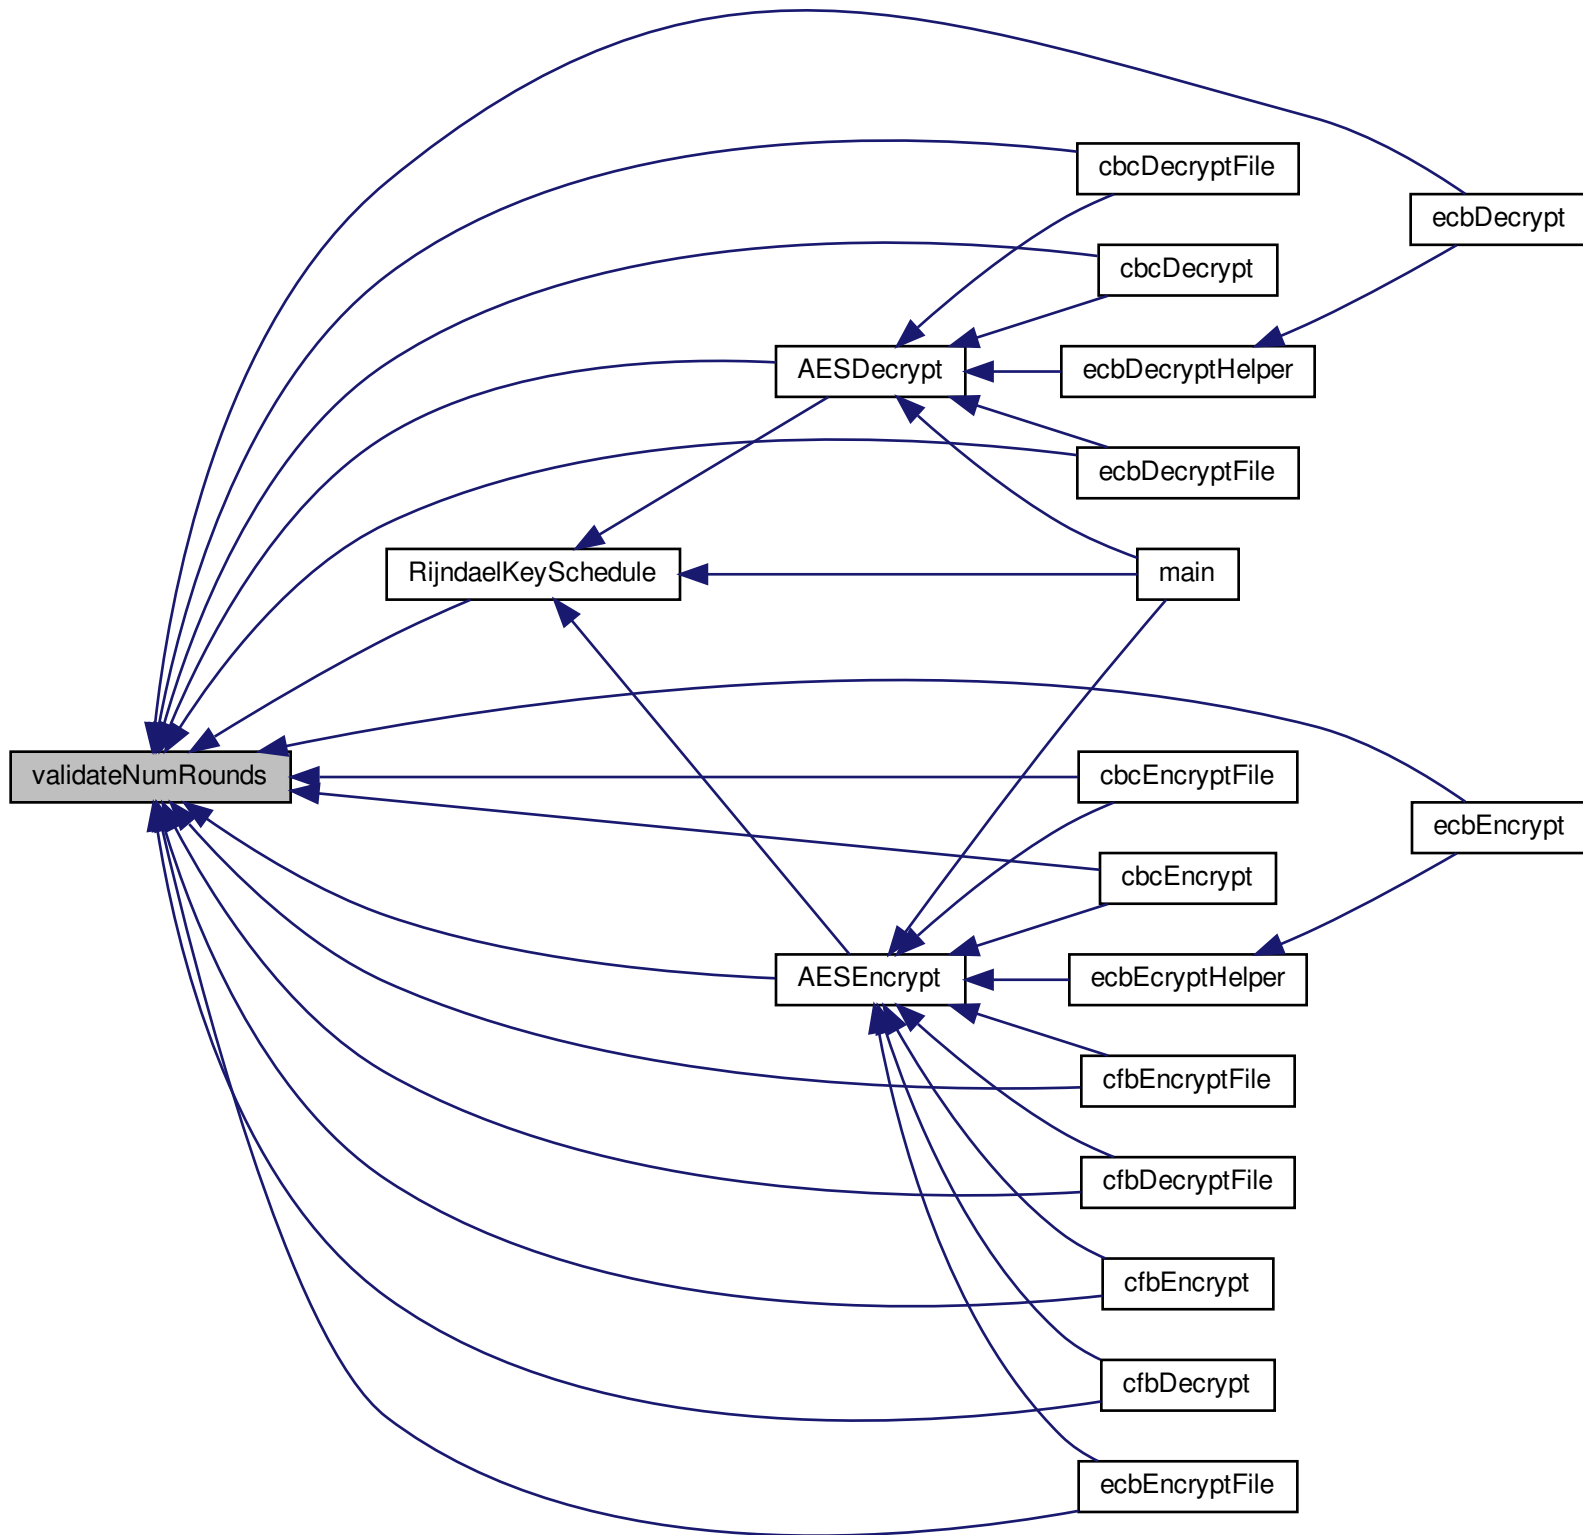 cbcDecryptFile
ecbDecrypt
cbcDecrypt
AESDecrypt
ecbDecryptHelper
ecbDecryptFile
RijndaelKeySchedule
main
validateNumRounds
cbcEncryptFile
ecbEncrypt
cbcEncrypt
AESEncrypt
ecbEcryptHelper
cfbEncryptFile
cfbDecryptFile
cfbEncrypt
cfbDecrypt
ecbEncryptFile